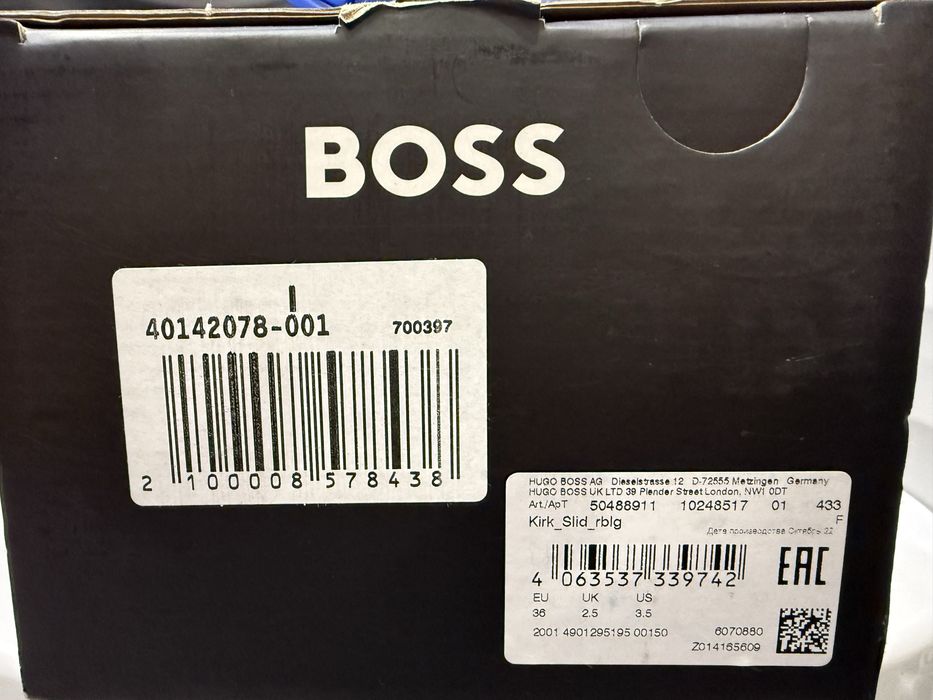 BOSS
I
40142078-001 700397
2 100008 578438
HUGO BOSS AG Dieselstrasse 12 D-72555 Metzingen Germany
HUGO BOSS UK LTD 39 Plender Street London, NW1 0DT
Art./АрТ 50488911 10248517 01 433
Kirk_Slid_rblg F
Дата производства Октябрь 22
4 063537 339742
EAC
EU UK US
36 2.5 3.5
2001 4901295195 00150 6070880
Z014165609